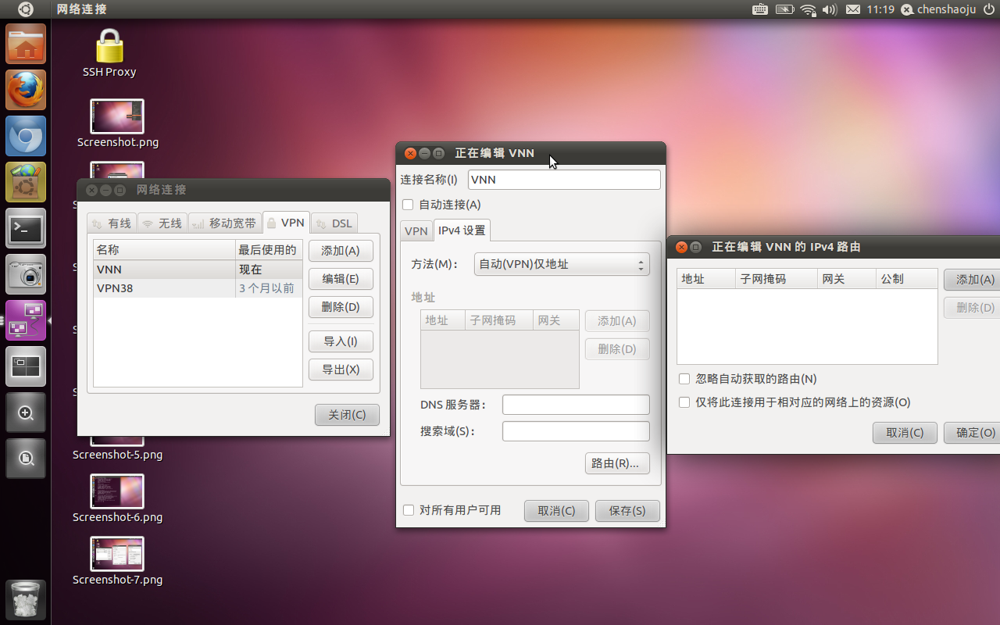 网络连接
11:19
chenshaoju
SSH Proxy
Screenshot.png
网络连接
有线
无线
移动宽带
VPN
DSL
名称
最后使用的
VNN
现在
VPN38
3 个月以前
添加(A)
编辑(E)
删除(D)
导入(I)
导出(X)
关闭(C)
Screenshot-5.png
Screenshot-6.png
Screenshot-7.png
正在编辑 VNN
连接名称(I)
VNN
自动连接(A)
VPN
IPv4 设置
方法(M)：
自动(VPN)仅地址
地址
地址
子网掩码
网关
添加(A)
删除(D)
DNS 服务器：
搜索域(S)：
路由(R)...
对所有用户可用
取消(C)
保存(S)
正在编辑 VNN 的 IPv4 路由
地址
子网掩码
网关
公制
添加(A)
删除(D)
忽略自动获取的路由(N)
仅将此连接用于相对应的网络上的资源(O)
取消(C)
确定(O)